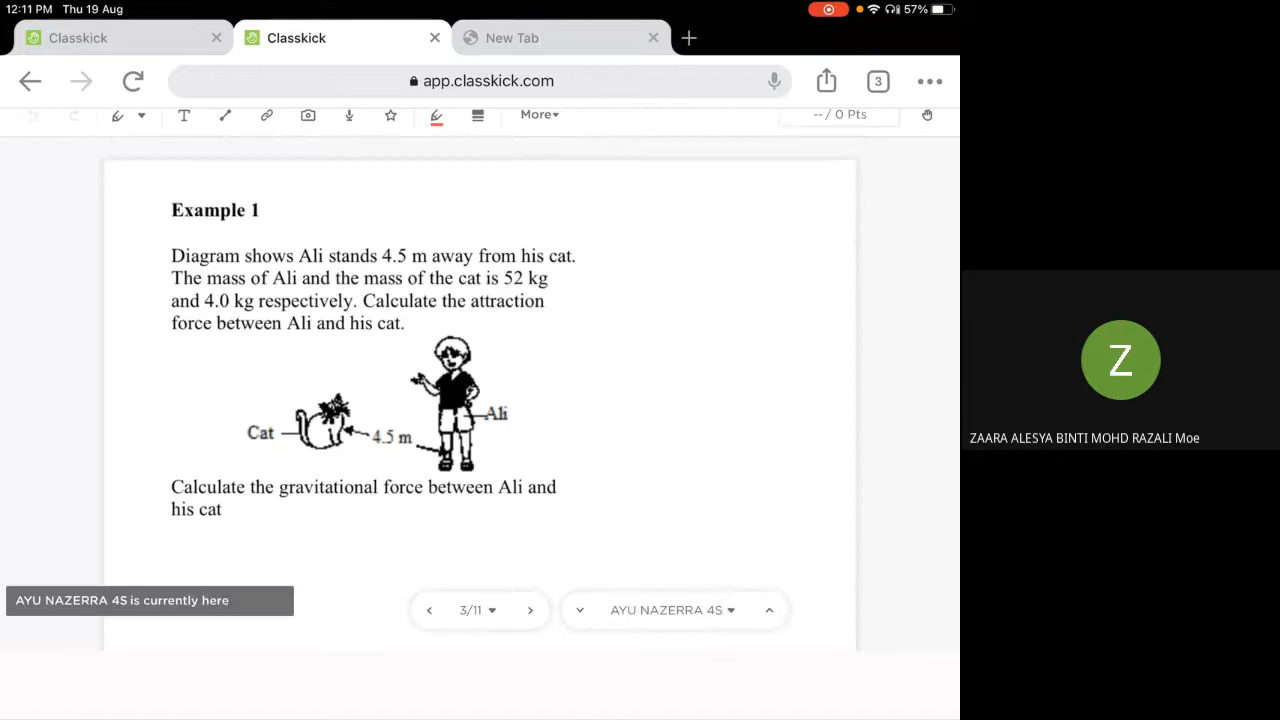 12:11 PM Thu 19 Aug
57%
Classkick
Classkick
New Tab
app.classkick.com
3
T
More
-- / 0 Pts
Example 1
Diagram shows Ali stands 4.5 m away from his cat.
The mass of Ali and the mass of the cat is 52 kg
and 4.0 kg respectively. Calculate the attraction
force between Ali and his cat.
Ali
Cat
4.5 m
Calculate the gravitational force between Ali and
his cat
AYU NAZERRA 4S is currently here
3/11
AYU NAZERRA 4S
Z
ZAARA ALESYA BINTI MOHD RAZALI Moe